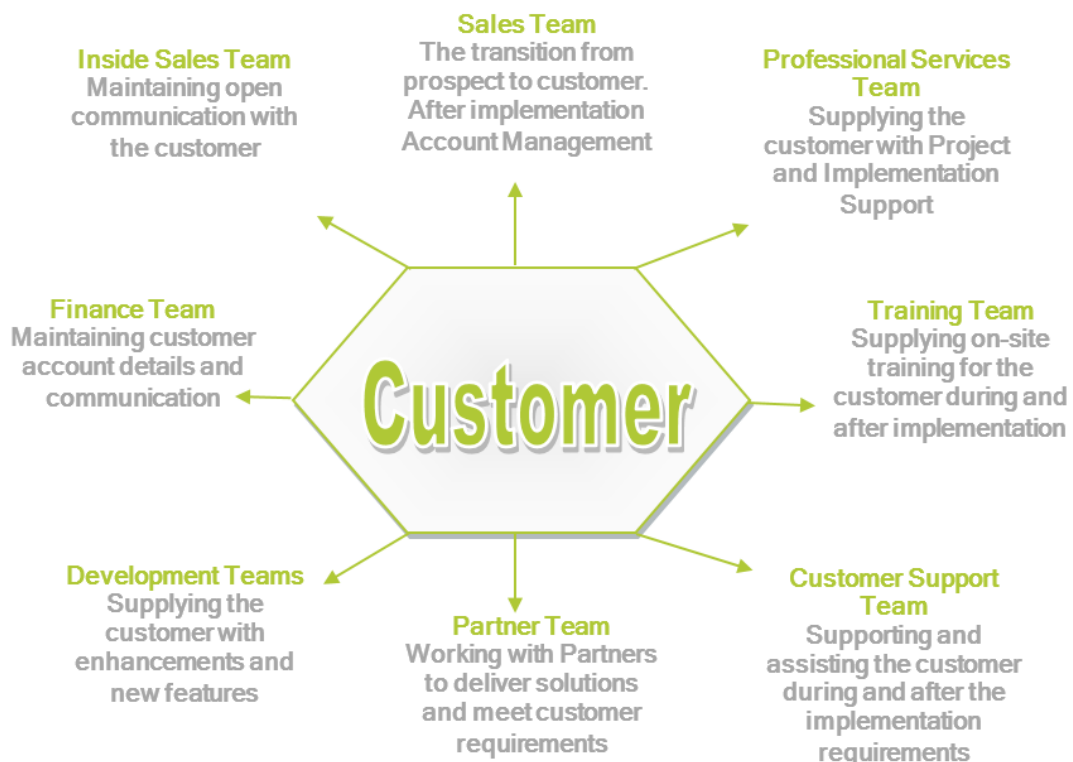 Sales Team
The transition from
prospect to customer.
After implementation
Account Management
Inside Sales Team
Maintaining open
communication with
the customer
Professional Services
Team
Supplying the
customer with Project
and Implementation
Support
Finance Team
Maintaining customer
account details and
communication
Customer
Training Team
Supplying on-site
training for the
customer during and
after implementation
Development Teams
Supplying the
customer with
enhancements and
new features
Partner Team
Working with Partners
to deliver solutions
and meet customer
requirements
Customer Support
Team
Supporting and
assisting the customer
during and after the
implementation
requirements